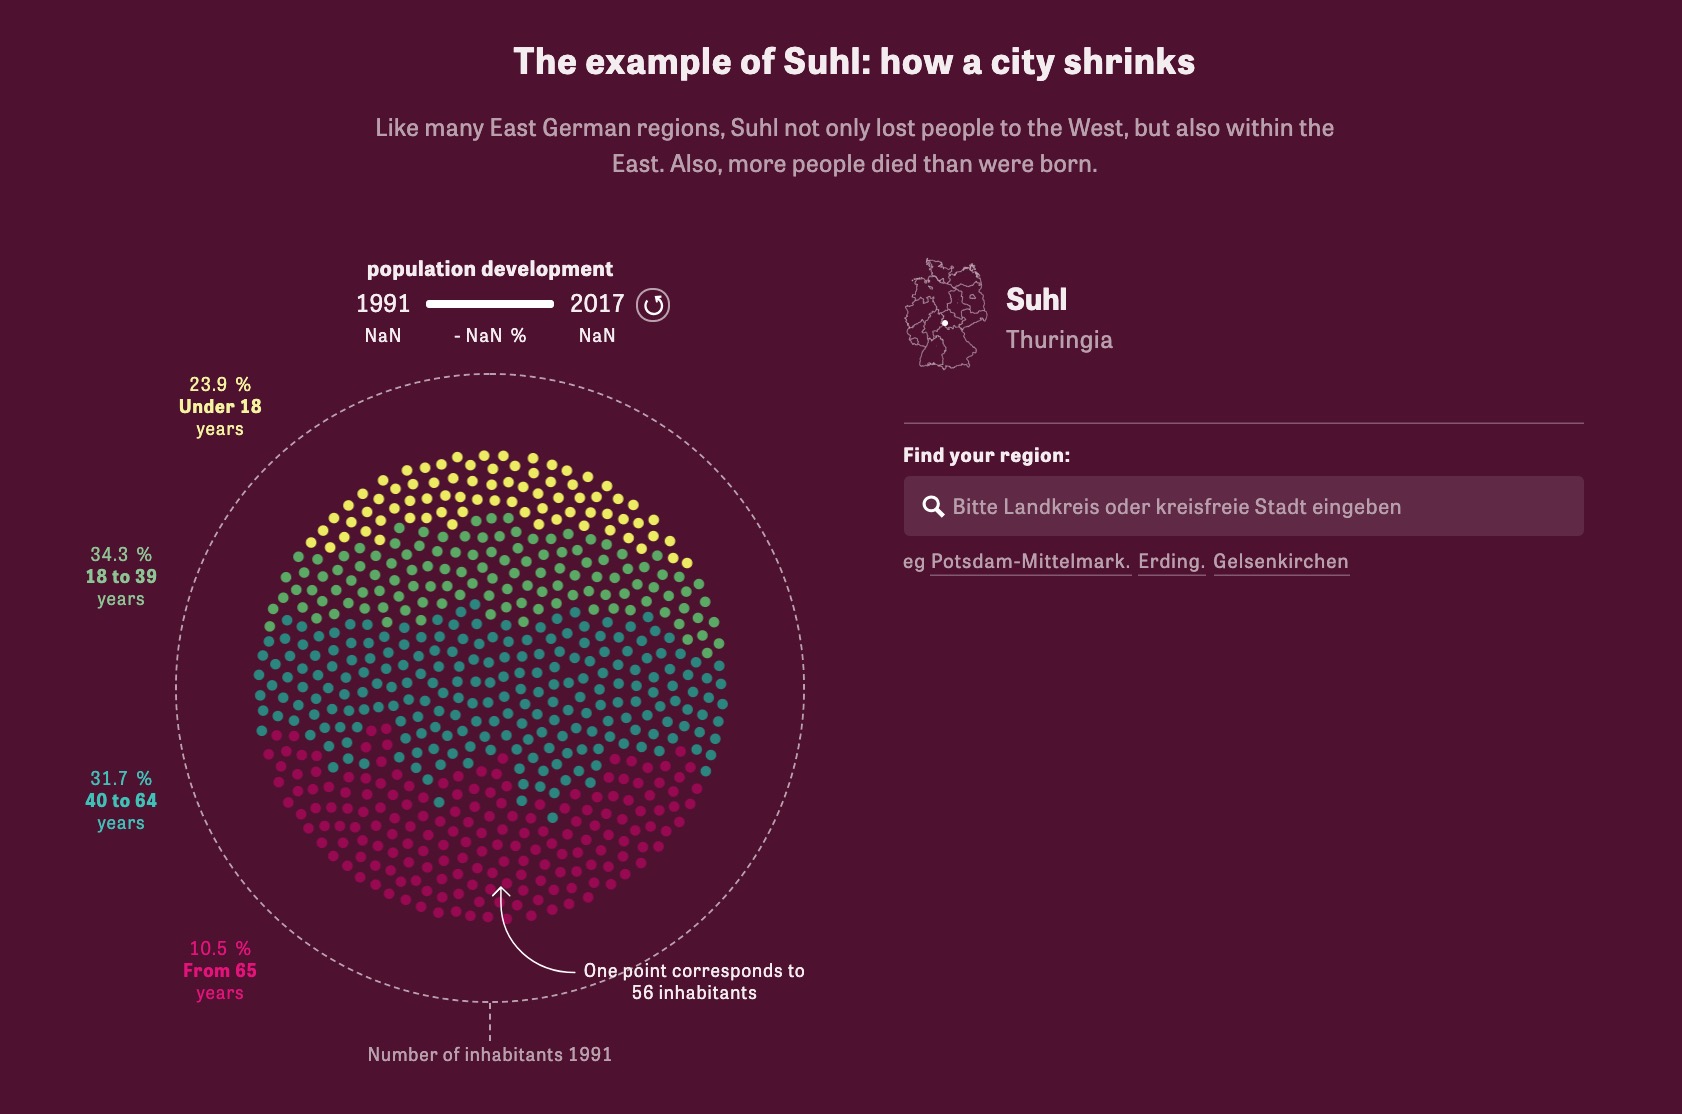 The example of Suhl: how a city shrinks
Like many East German regions, Suhl not only lost people to the West, but also within the
East. Also, more people died than were born.
population development
1991 2017
NaN - NaN % NaN
Suhl
Thuringia
23.9 %
Under 18
years
34.3 %
18 to 39
years
31.7 %
40 to 64
years
10.5 %
From 65
years
One point corresponds to
56 inhabitants
Number of inhabitants 1991
Find your region:
Bitte Landkreis oder kreisfreie Stadt eingeben
eg Potsdam-Mittelmark. Erding. Gelsenkirchen